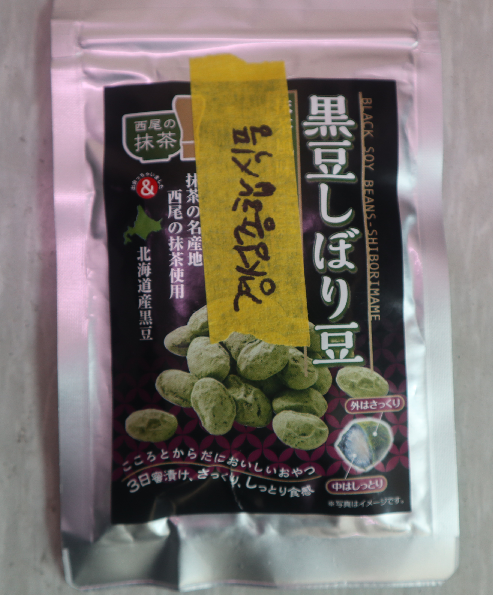 西尾の
抹茶
&
抹茶の名産地
西尾の抹茶使用
北海道産黒豆
黒豆しぼり豆
BLACK SOY BEANS-SHIBORIMAME
外はさっくり
中はしっとり
こころとからだにおいしいおやつ
3日蜜漬け、さっくり、しっとり食感
※写真はイメージです。